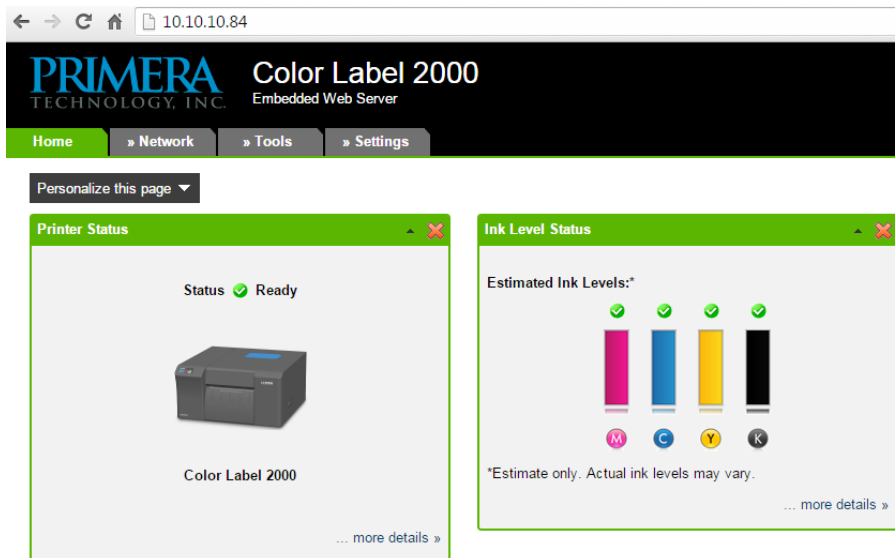 10.10.10.84
PRIMERA
TECHNOLOGY, INC.
Color Label 2000
Embedded Web Server
Home
» Network
» Tools
» Settings
Personalize this page
Printer Status
Status Ready
Color Label 2000
... more details »
Ink Level Status
Estimated Ink Levels:*
M C Y K
*Estimate only. Actual ink levels may vary.
... more details »